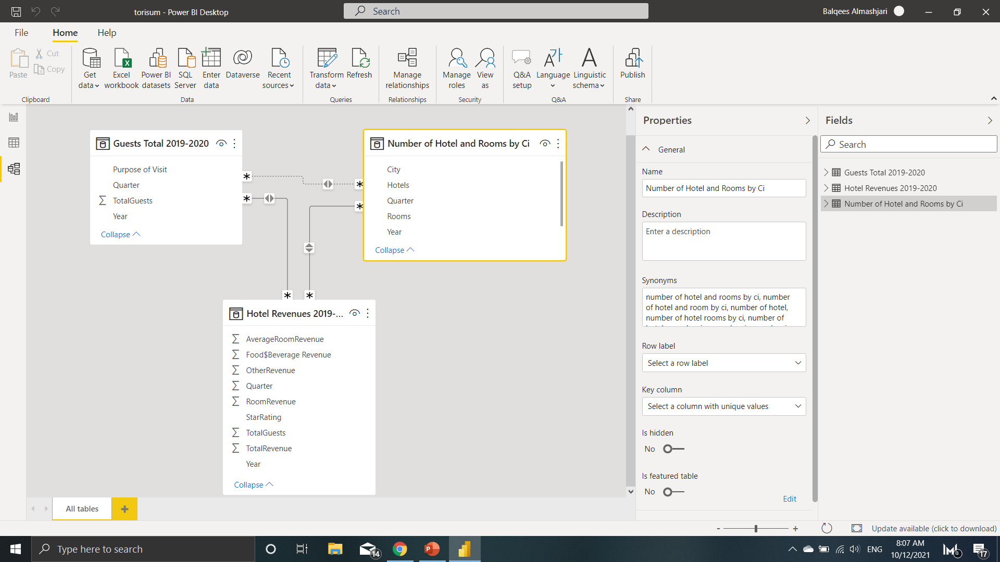 torisum - Power BI Desktop
Search
Balqees Almashjari
File
Home
Help
Paste
Cut
Copy
Clipboard
Get data
Excel workbook
Power BI datasets
SQL Server
Enter data
Dataverse
Recent sources
Data
Transform data
Refresh
Queries
Manage relationships
Relationships
Manage roles
View as
Security
Q&A setup
Language
Linguistic schema
Q&A
Publish
Share
Guests Total 2019-2020
Purpose of Visit
Quarter
TotalGuests
Year
Collapse
Number of Hotel and Rooms by Ci
City
Hotels
Quarter
Rooms
Year
Collapse
Hotel Revenues 2019-...
AverageRoomRevenue
Food$Beverage Revenue
OtherRevenue
Quarter
RoomRevenue
StarRating
TotalGuests
TotalRevenue
Year
Collapse
Properties
General
Name
Number of Hotel and Rooms by Ci
Description
Enter a description
Synonyms
number of hotel and rooms by ci, number
of hotel and room by ci, number of hotel,
number of hotel rooms by ci, number of
Row label
Select a row label
Key column
Select a column with unique values
Is hidden
No
Is featured table
No
Edit
Fields
Search
Guests Total 2019-2020
Hotel Revenues 2019-2020
Number of Hotel and Rooms by Ci
All tables
Update available (click to download)
Type here to search
14
ENG
8:07 AM
10/12/2021
3
17